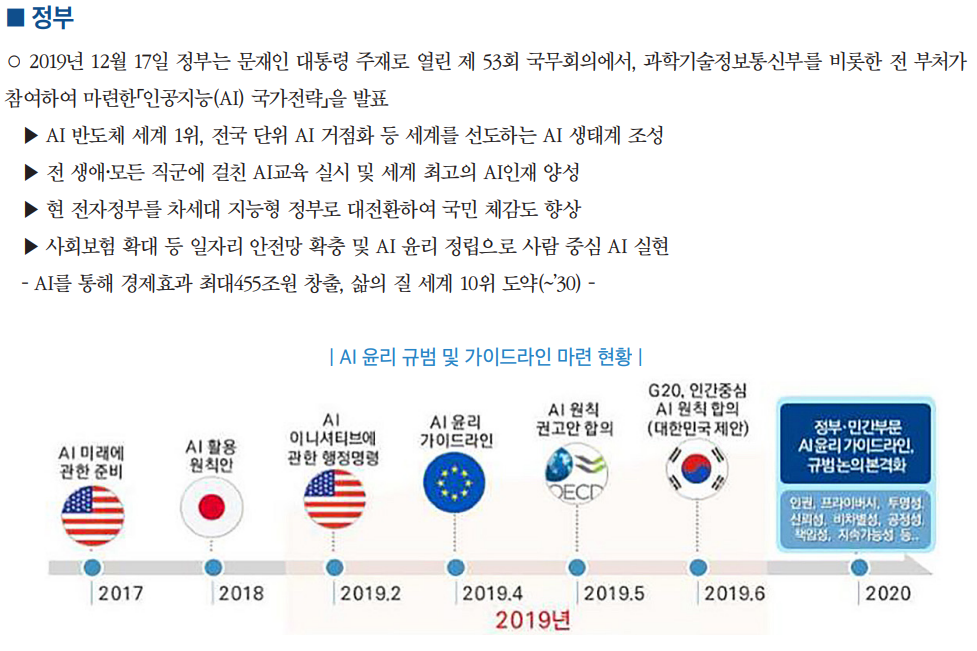 ■ 정부
○ 2019년 12월 17일 정부는 문재인 대통령 주재로 열린 제 53회 국무회의에서, 과학기술정보통신부를 비롯한 전 부처가
참여하여 마련한「인공지능(AI) 국가전략」을 발표
▶ AI 반도체 세계 1위, 전국 단위 AI 거점화 등 세계를 선도하는 AI 생태계 조성
▶ 전 생애·모든 직군에 걸친 AI교육 실시 및 세계 최고의 AI인재 양성
▶ 현 전자정부를 차세대 지능형 정부로 대전환하여 국민 체감도 향상
▶ 사회보험 확대 등 일자리 안전망 확충 및 AI 윤리 정립으로 사람 중심 AI 실현
- AI를 통해 경제효과 최대455조원 창출, 삶의 질 세계 10위 도약(~'30) -
| AI 윤리 규범 및 가이드라인 마련 현황 |
AI 미래에
관한 준비
AI 활용
원칙안
AI
이니셔티브에
관한 행정명령
AI 윤리
가이드라인
AI 원칙
권고안 합의
OECD
G20, 인간중심
AI 원칙 합의
(대한민국 제안)
정부·민간부문
AI 윤리 가이드라인,
규범 논의 본격화
인권, 프라이버시, 투명성,
신뢰성, 비차별성, 공정성,
책임성, 지속가능성 등..
2017
2018
2019.2
2019.4
2019.5
2019.6
2020
2019년